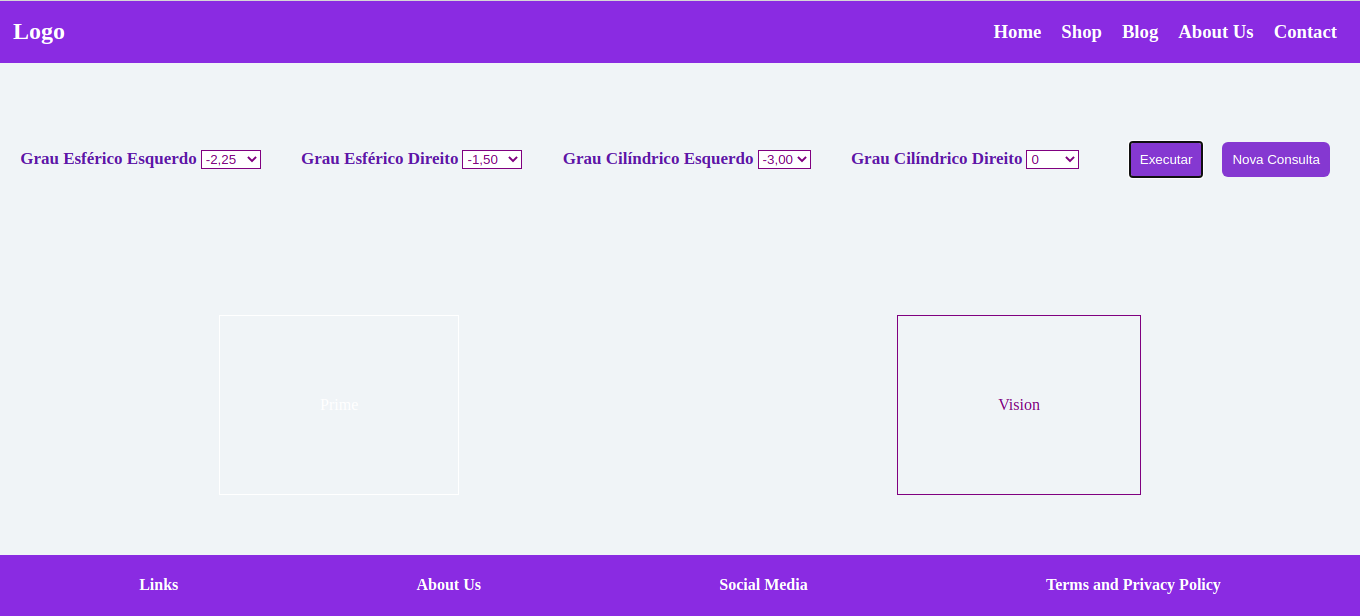 Logo Home Shop Blog About Us Contact
Grau Esférico Esquerdo -2,25 Grau Esférico Direito -1,50 Grau Cilíndrico Esquerdo -3,00 Grau Cilíndrico Direito 0 Executar Nova Consulta
Prime Vision
Links About Us Social Media Terms and Privacy Policy